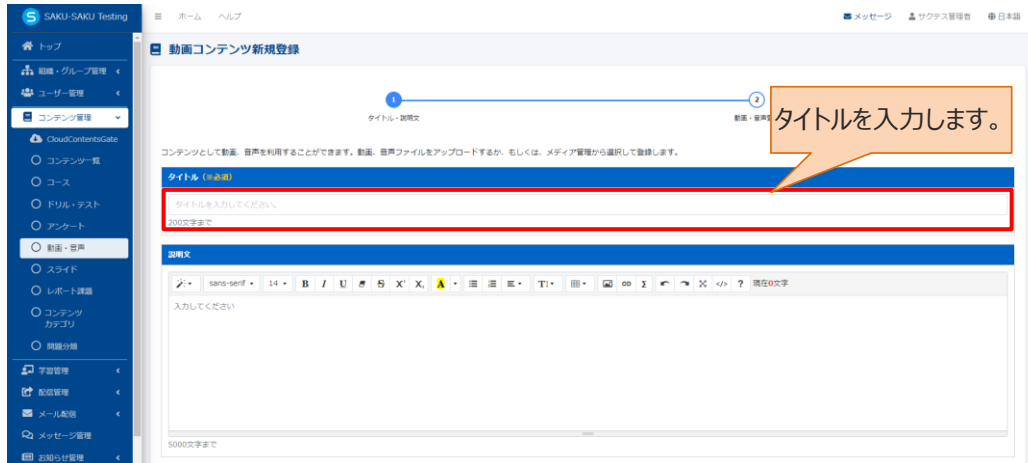 SAKU-SAKU Testing
ホーム ヘルプ
メッセージ サクテス管理者 日本語
トップ
組織・グループ管理
ユーザー管理
コンテンツ管理
CloudContentsGate
コンテンツ一覧
コース
ドリル・テスト
アンケート
動画・音声
スライド
レポート課題
コンテンツ
カテゴリ
問題分類
学習管理
配信管理
メール配信
メッセージ管理
お知らせ管理
動画コンテンツ新規登録
1
タイトル・説明文
2
動画・音声
タイトルを入力します。
コンテンツとして動画、音声を利用することができます。動画、音声ファイルをアップロードするか、もしくは、メディア管理から選択して登録します。
タイトル (※必須)
タイトルを入力してください。
200文字まで
説明文
sans-serif 14 B I U S X² X₂ A T↕ Σ </> ? 現在0文字
入力してください
5000文字まで